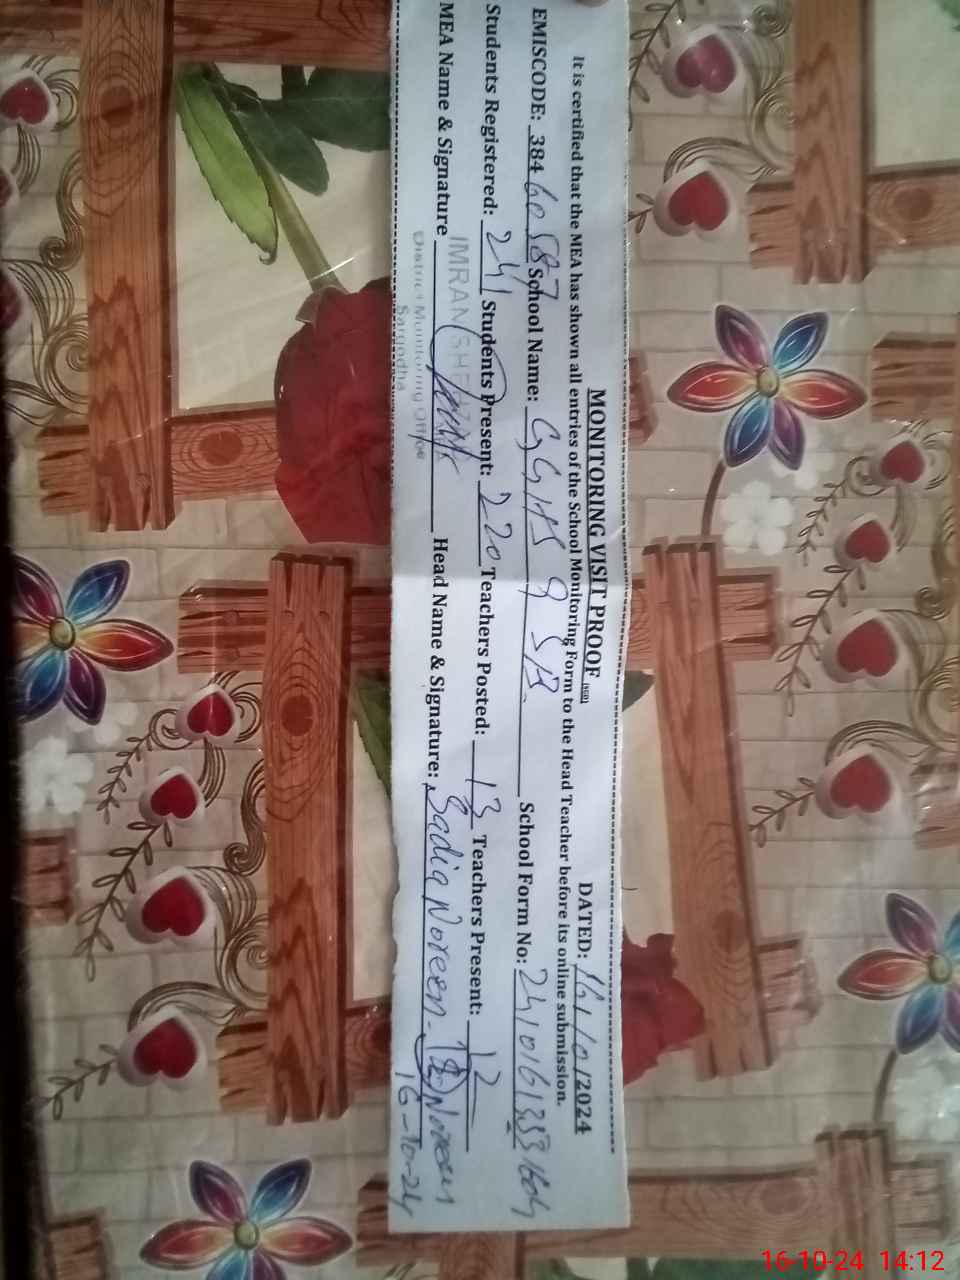 MONITORING VISIT PROOF (SGD) DATED: 16/10/2024
It is certified that the MEA has shown all entries of the School Monitoring Form to the Head Teacher before its online submission.
EMISCODE: 38460587 School Name: GGHS 9 SB. School Form No:
Students Registered: 241 Students Present: 220 Teachers Posted: 13 Teachers Present: 12
MEA Name & Signature IMRAN Head Name & Signature: Sadia Noreen
District Monitoring Office
Sargodha
16-10-24
16-10-24 14:12